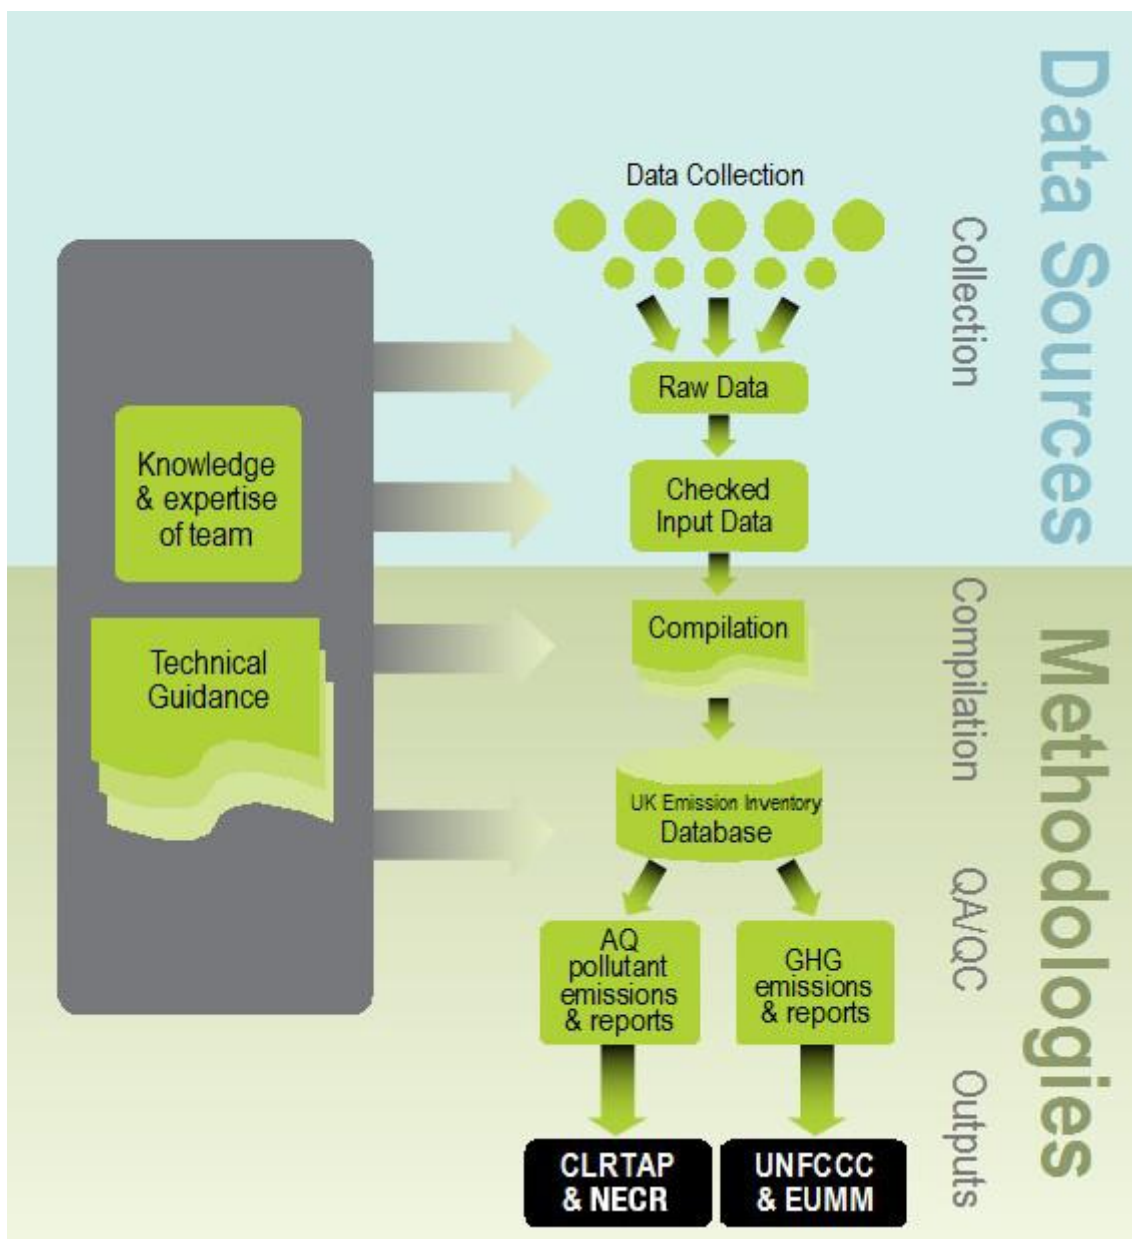 Data Sources
Collection
Data Collection
Raw Data
Checked
Input Data
Knowledge
& expertise
of team
Technical
Guidance
Methodologies
Compilation
QA/QC
Outputs
Compilation
UK Emission Inventory
Database
AQ
pollutant
emissions
& reports
GHG
emissions
& reports
CLRTAP
& NECR
UNFCCC
& EUMM